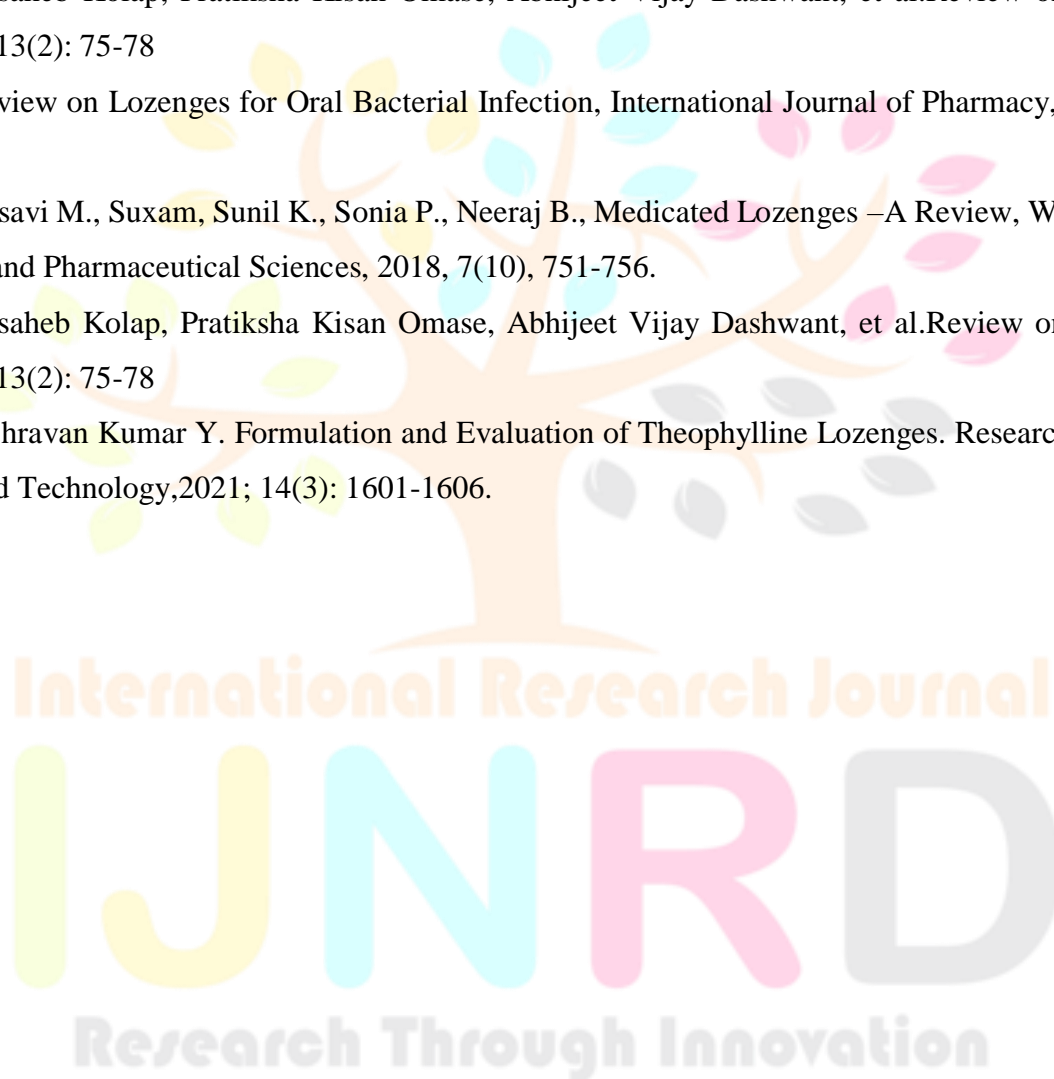 saheb Kolap, Pratiksha Kisan Omase, Abhijeet Vijay Dashwant, et al.Review o
13(2): 75-78
view on Lozenges for Oral Bacterial Infection, International Journal of Pharmacy,
savi M., Suxam, Sunil K., Sonia P., Neeraj B., Medicated Lozenges –A Review, W
and Pharmaceutical Sciences, 2018, 7(10), 751-756.
saheb Kolap, Pratiksha Kisan Omase, Abhijeet Vijay Dashwant, et al.Review or
13(2): 75-78
hravan Kumar Y. Formulation and Evaluation of Theophylline Lozenges. Researc
d Technology,2021; 14(3): 1601-1606.
International Research Journal
IJNRD
Research Through Innovation